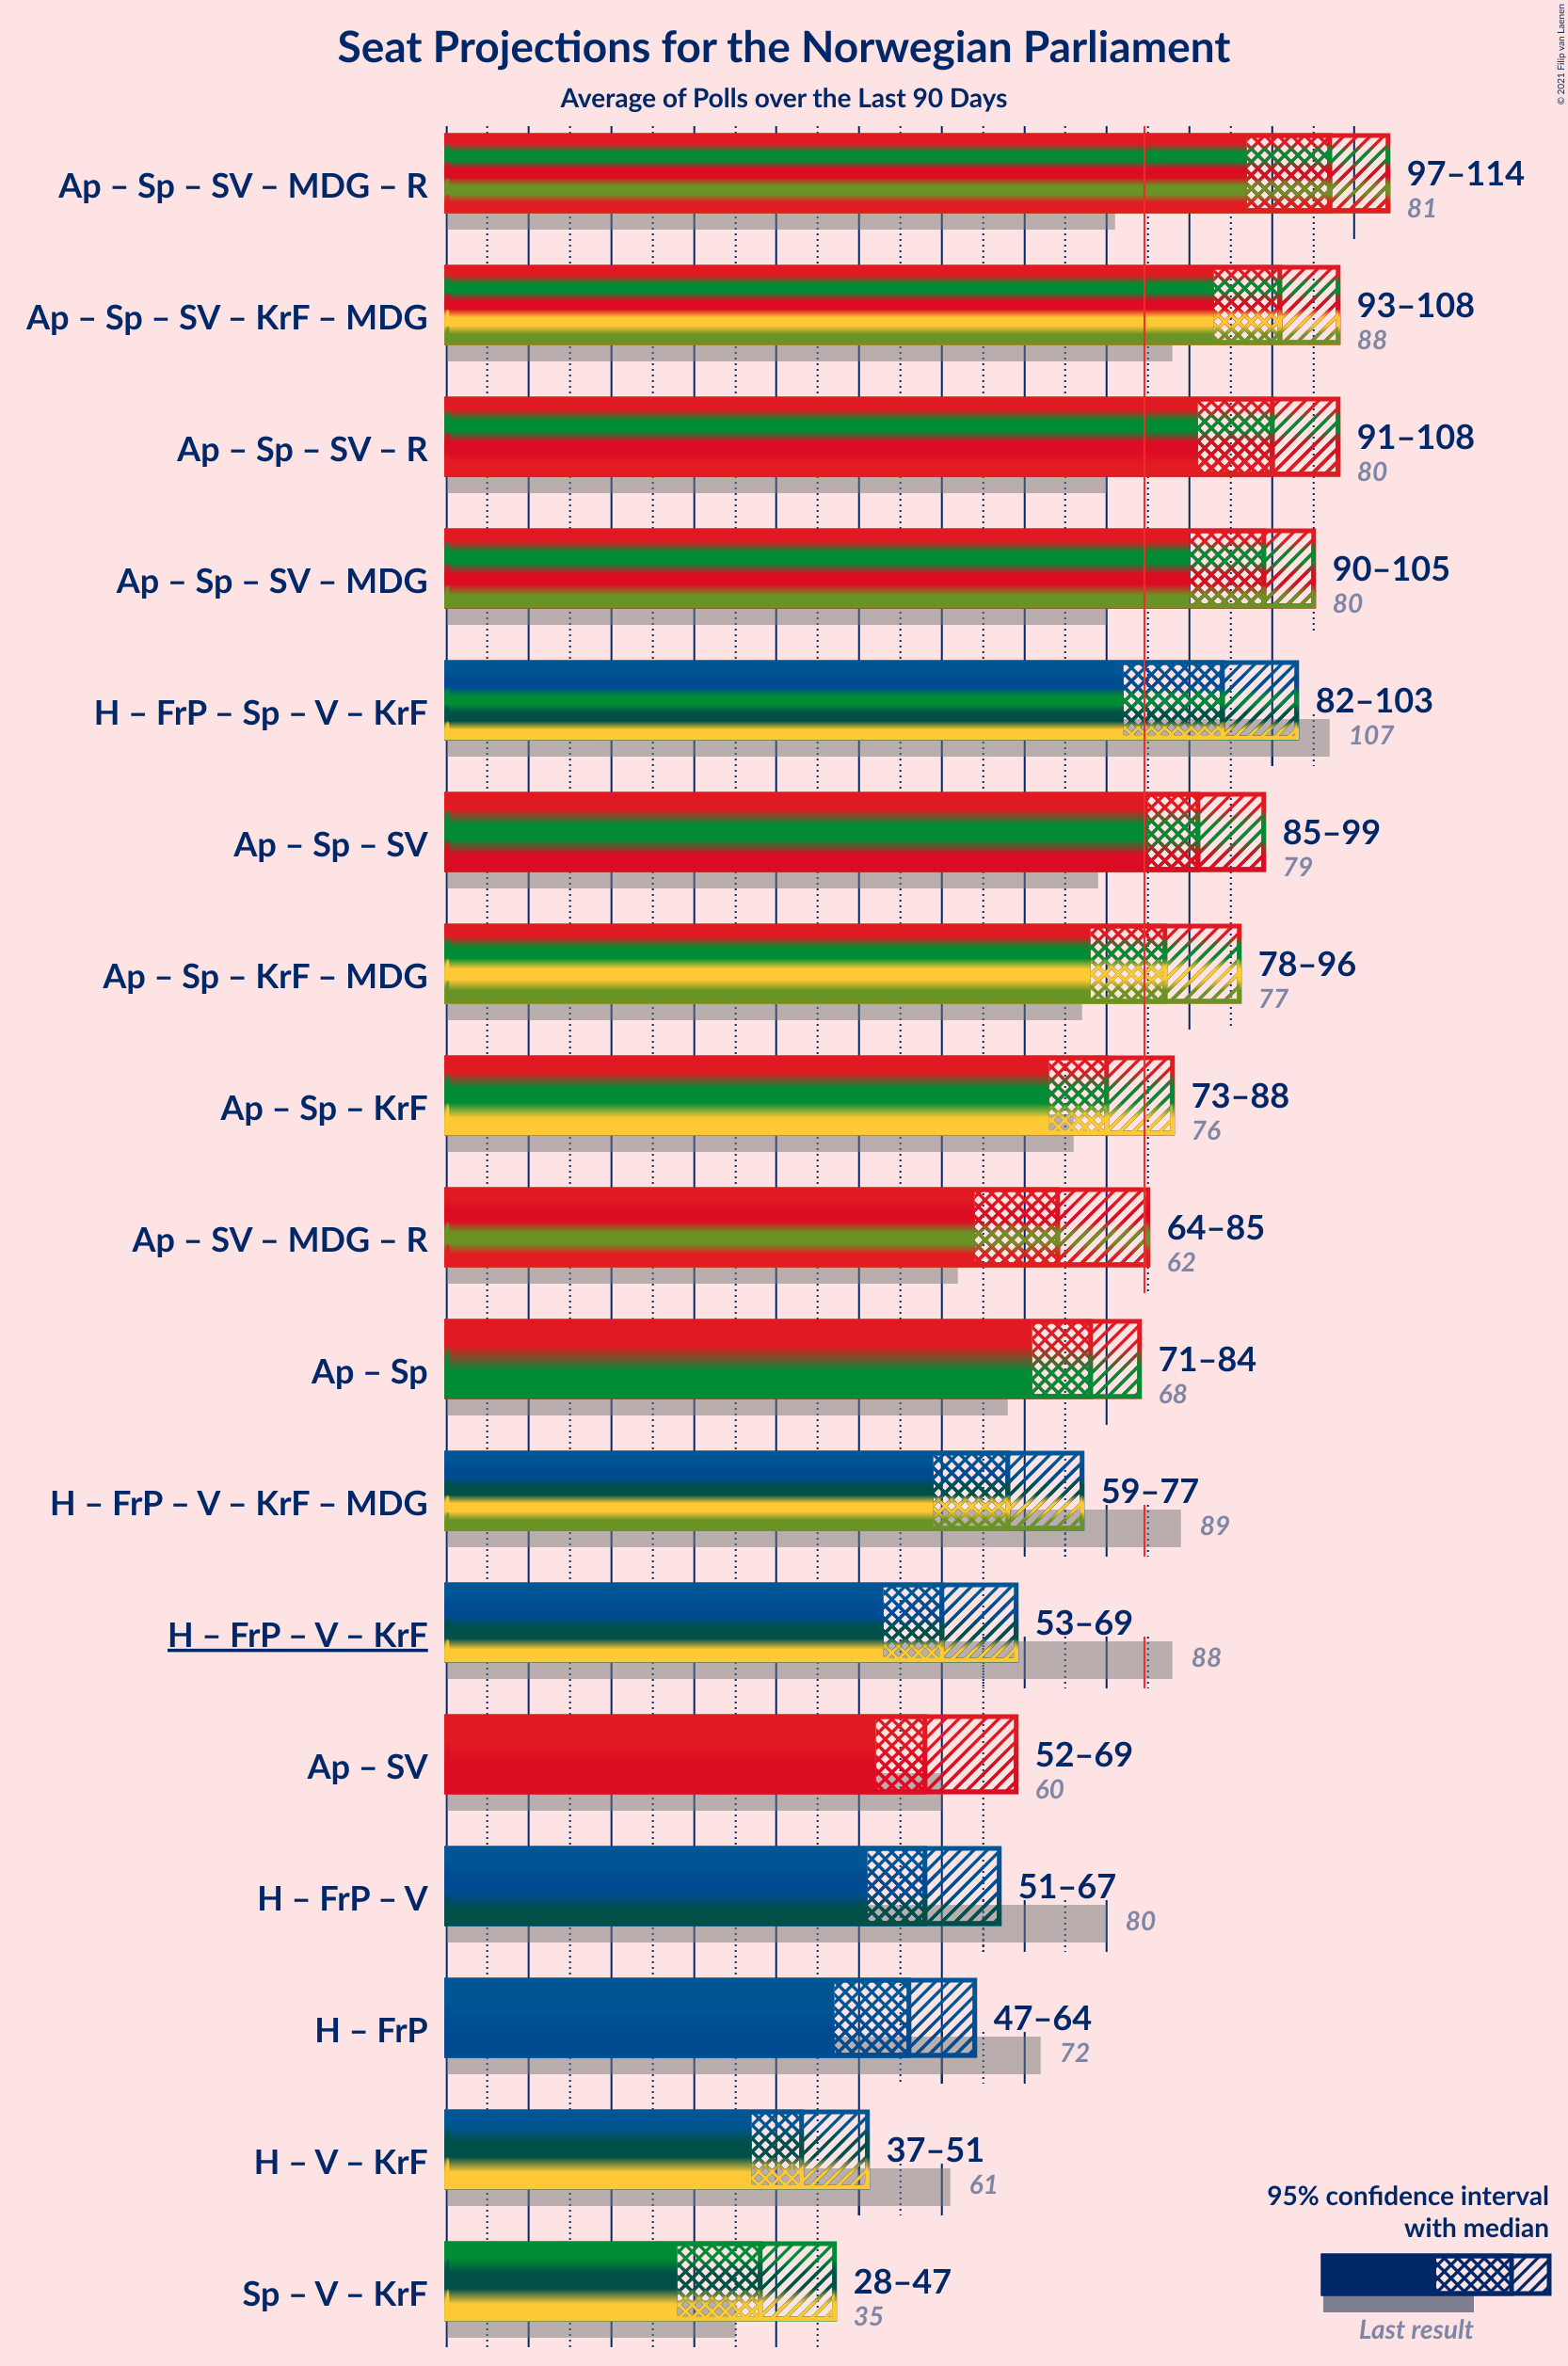 © 2021 Filip van Laenen
Seat Projections for the Norwegian Parliament
Average of Polls over the Last 90 Days
Ap – Sp – SV – MDG – R
97–114
81
Ap – Sp – SV – KrF – MDG
93–108
88
Ap – Sp – SV – R
91–108
80
Ap – Sp – SV – MDG
90–105
80
H – FrP – Sp – V – KrF
82–103
107
Ap – Sp – SV
85–99
79
Ap – Sp – KrF – MDG
78–96
77
Ap – Sp – KrF
73–88
76
Ap – SV – MDG – R
64–85
62
Ap – Sp
71–84
68
H – FrP – V – KrF – MDG
59–77
89
H – FrP – V – KrF
53–69
88
Ap – SV
52–69
60
H – FrP – V
51–67
80
H – FrP
47–64
72
H – V – KrF
37–51
61
Sp – V – KrF
28–47
35
95% confidence interval
with median
Last result